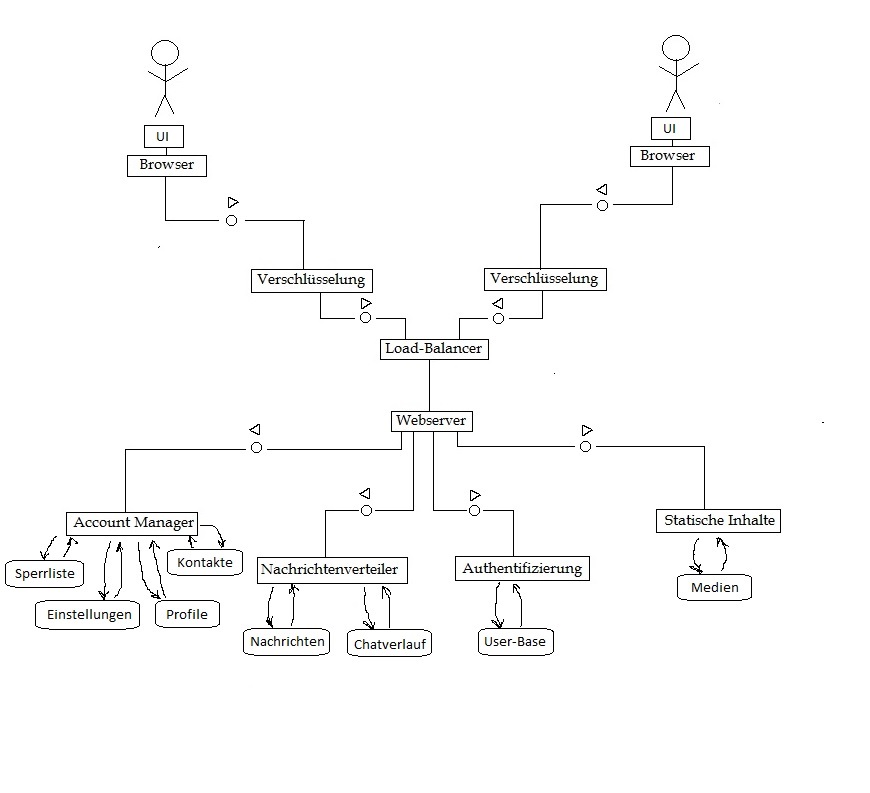 UI
UI
Browser
Browser
Verschlüsselung
Verschlüsselung
Load-Balancer
Webserver
Account Manager
Statische Inhalte
Kontakte
Sperrliste
Nachrichtenverteiler
Authentifizierung
Medien
Einstellungen
Profile
Nachrichten
Chatverlauf
User-Base